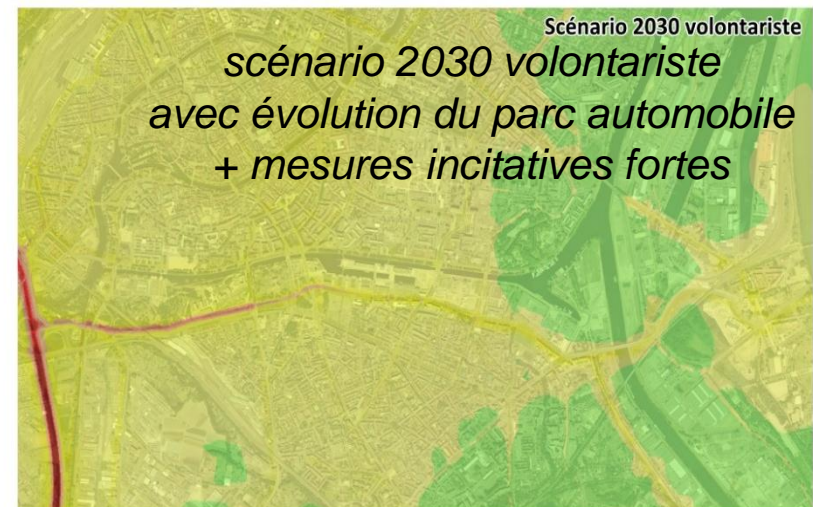 Scénario 2030 volontariste
scénario 2030 volontariste
avec évolution du parc automobile
+ mesures incitatives fortes